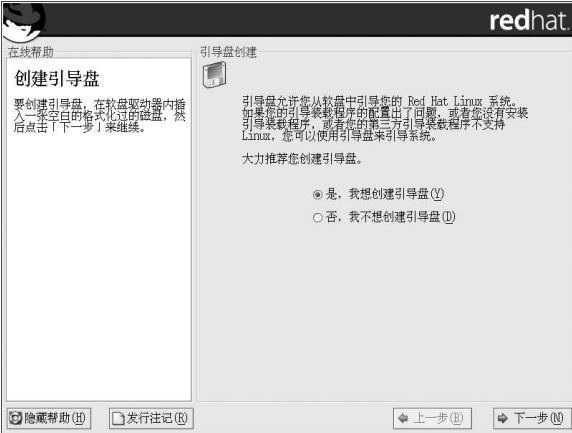 redhat.
在线帮助
创建引导盘
要创建引导盘，在软盘驱动器内插
入一张空白的格式化过的磁盘，然
后点击「下一步」来继续。
引导盘创建
引导盘允许您从软盘中引导您的 Red Hat Linux 系统。
如果您的引导装载程序的配置出了问题，或者您没有安装
引导装载程序，或者您的第三方引导装载程序不支持
Linux，您可以使用引导盘来引导系统。
大力推荐您创建引导盘。
是，我想创建引导盘(Y)
否，我不想创建引导盘(D)
隐藏帮助(H)
发行注记(R)
上一步(B)
下一步(N)